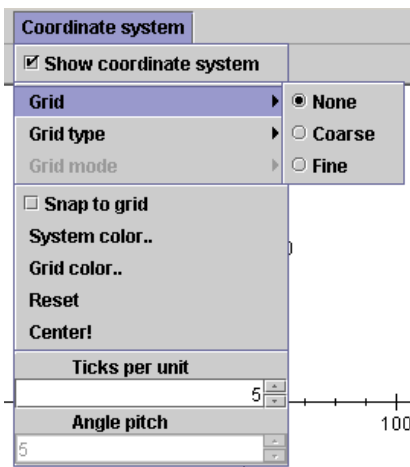 Coordinate system
Show coordinate system
Grid
None
Grid type
Coarse
Grid mode
Fine
Snap to grid
System color..
Grid color..
Reset
Center!
Ticks per unit
5
Angle pitch
100
5